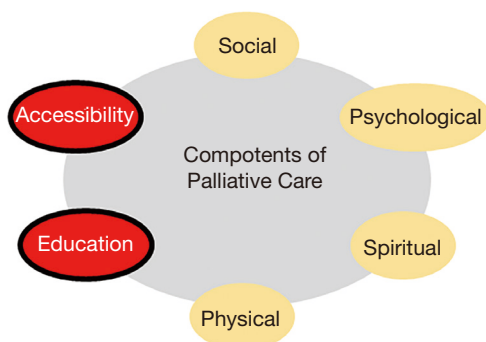 Social
Accessibility
Psychological
Compotents of
Palliative Care
Education
Spiritual
Physical